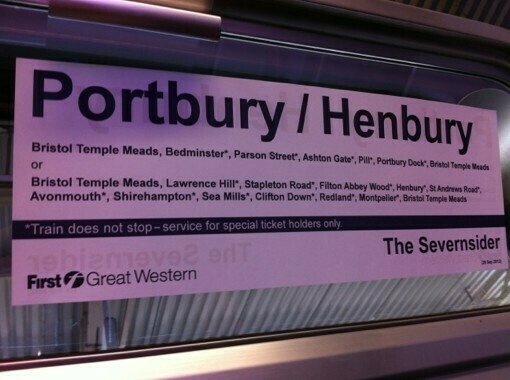 Portbury / Henbury
Bristol Temple Meads, Bedminster*, Parson Street*, Ashton Gate*, Pill*, Portbury Dock*, Bristol Temple Meads
or
Bristol Temple Meads, Lawrence Hill*, Stapleton Road*, Filton Abbey Wood*, Henbury*, St Andrews Road*,
Avonmouth*, Shirehampton*, Sea Mills*, Clifton Down*, Redland*, Montpelier*, Bristol Temple Meads
*Train does not stop – service for special ticket holders only.
The Severnsider
First Great Western